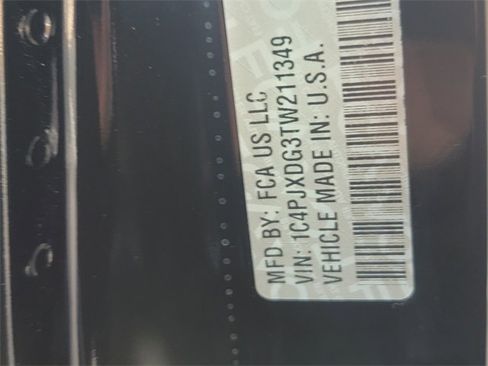 MFD BY: FCA US LLC
VIN: 1C4PJXDG3TW211349
VEHICLE MADE IN: U.S.A.